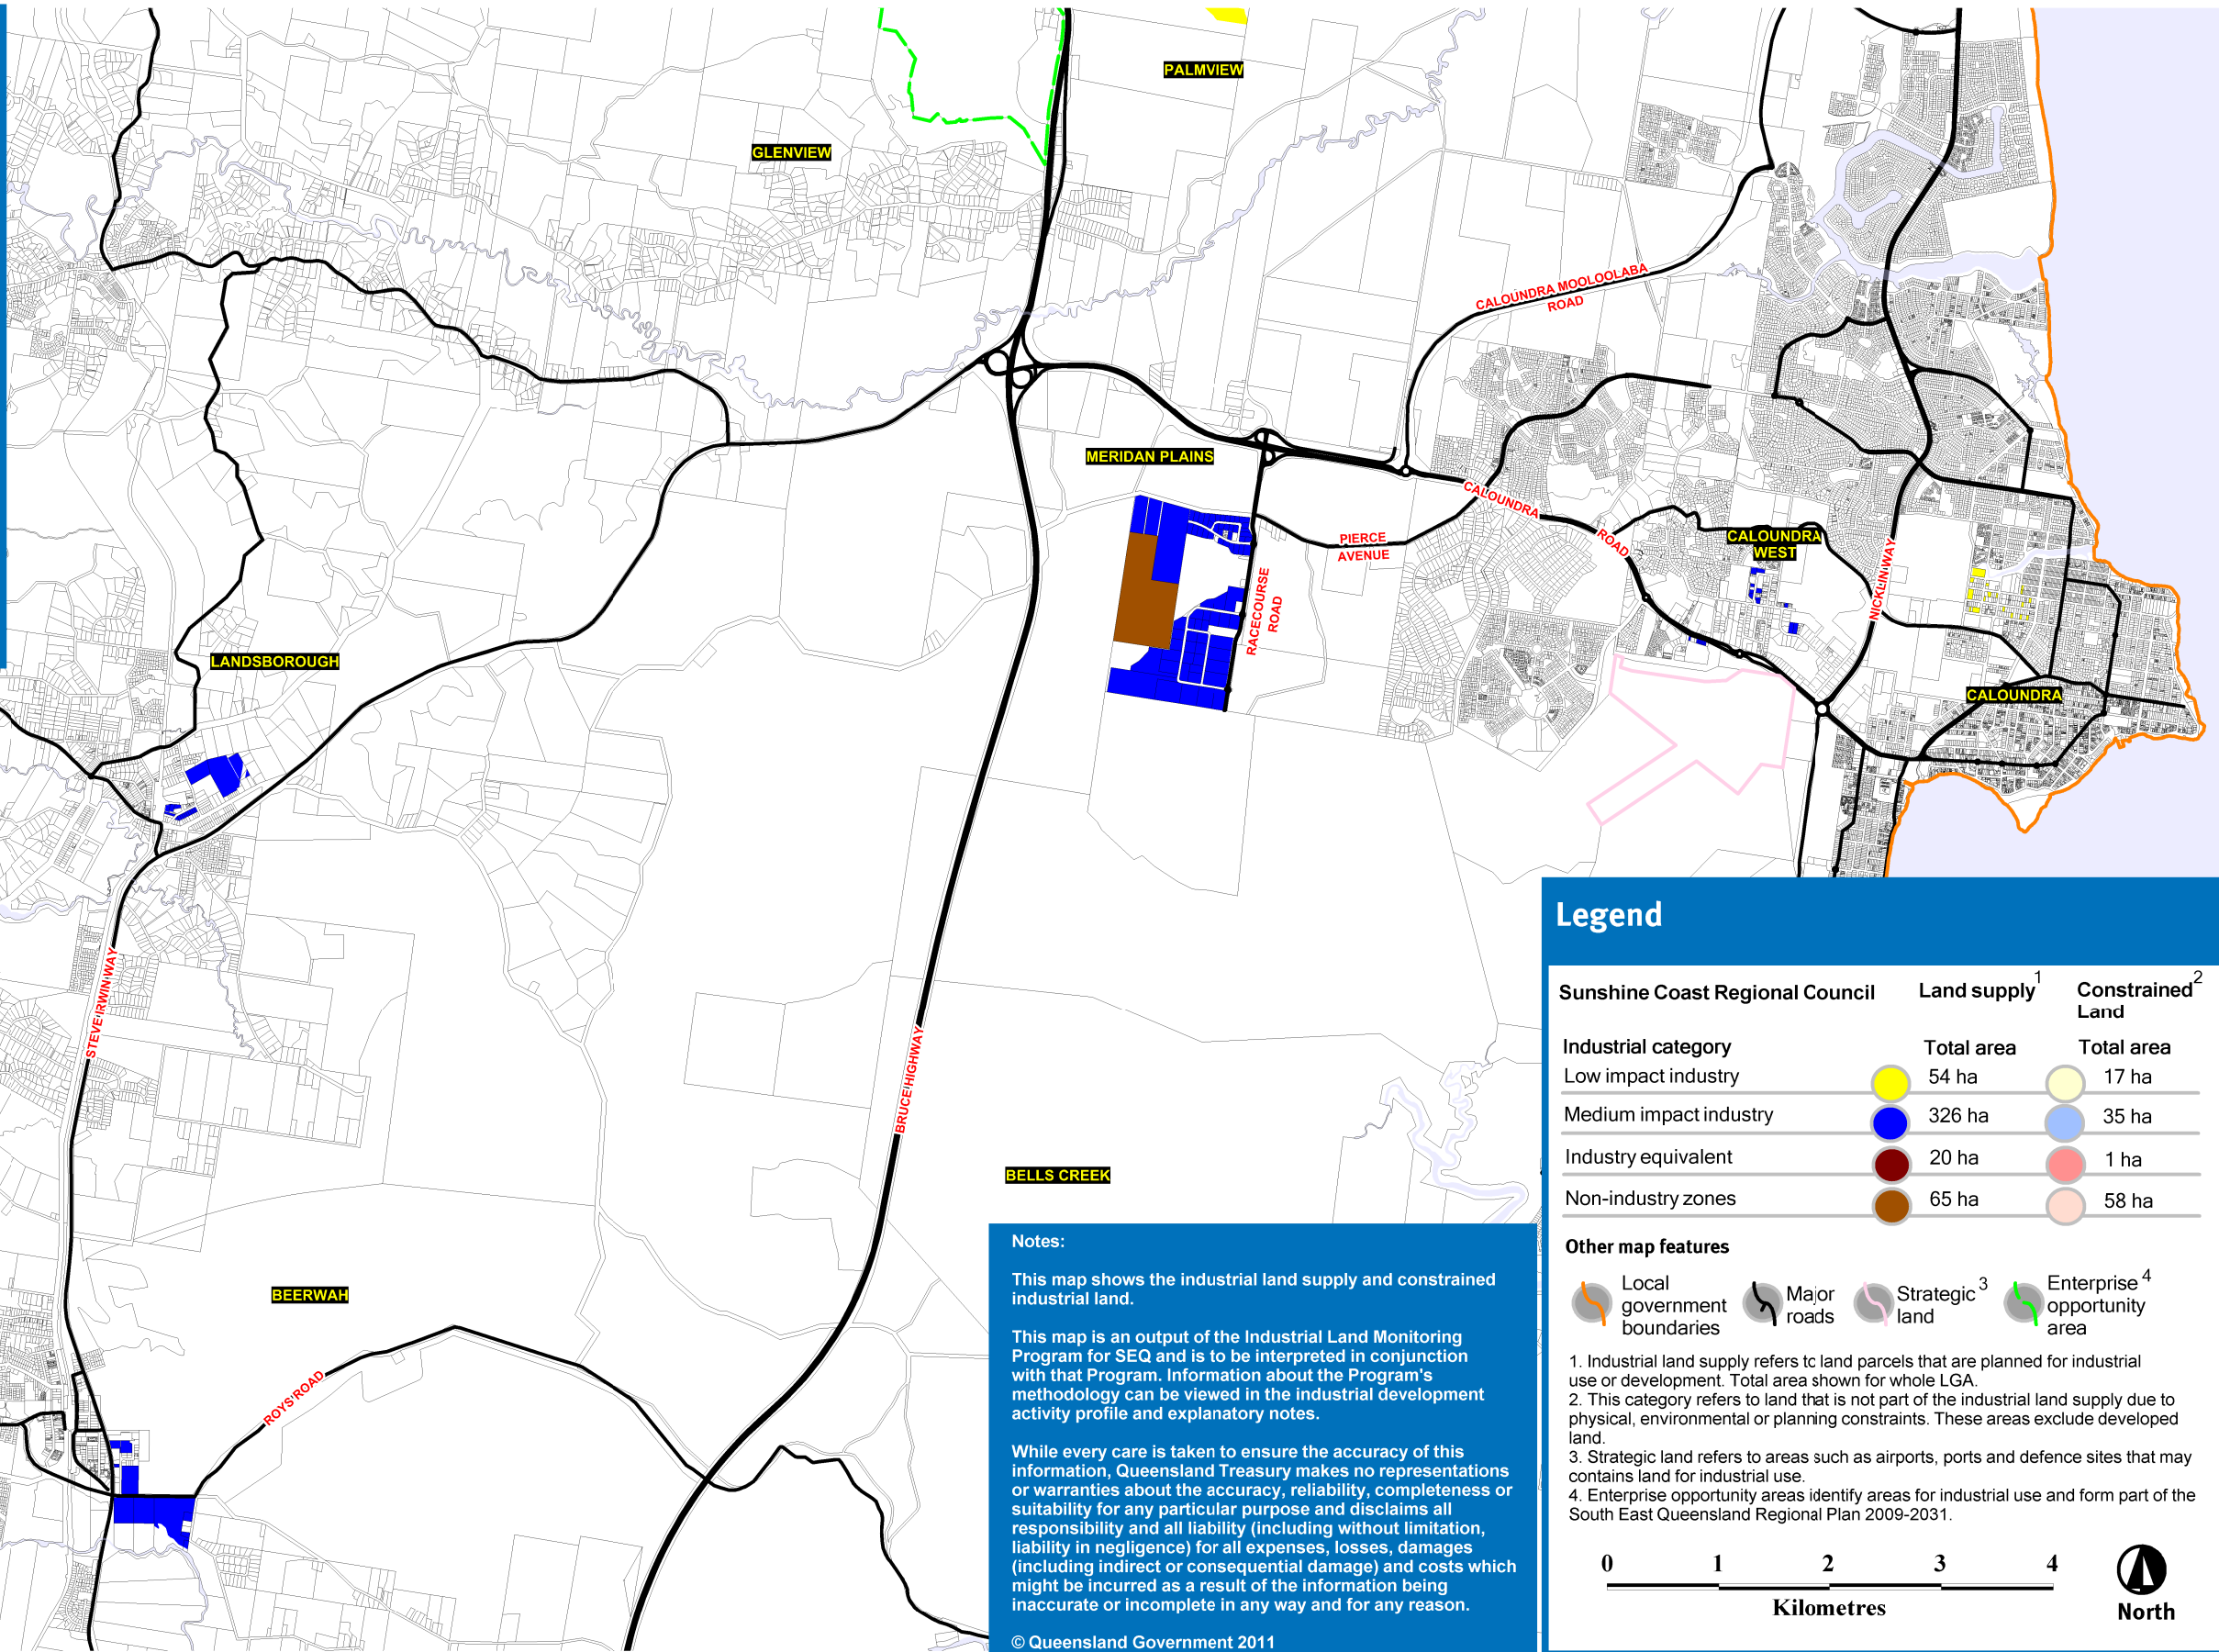 PALMVIEW
GLENVIEW
CALOUNDRA MOOLOOLABA
ROAD
MERIDAN PLAINS
CALOUNDRA
ROAD
PIERCE
AVENUE
CALOUNDRA
WEST
NICKLIN WAY
RACECOURSE
ROAD
LANDSBOROUGH
CALOUNDRA
STEVE IRWIN WAY
BRUCE HIGHWAY
BELLS CREEK
BEERWAH
ROYS ROAD
Notes:
This map shows the industrial land supply and constrained
industrial land.
This map is an output of the Industrial Land Monitoring
Program for SEQ and is to be interpreted in conjunction
with that Program. Information about the Program's
methodology can be viewed in the industrial development
activity profile and explanatory notes.
While every care is taken to ensure the accuracy of this
information, Queensland Treasury makes no representations
or warranties about the accuracy, reliability, completeness or
suitability for any particular purpose and disclaims all
responsibility and all liability (including without limitation,
liability in negligence) for all expenses, losses, damages
(including indirect or consequential damage) and costs which
might be incurred as a result of the information being
inaccurate or incomplete in any way and for any reason.
© Queensland Government 2011
Legend
Sunshine Coast Regional Council Land supply1 Constrained2
Land
Industrial category Total area Total area
Low impact industry 54 ha 17 ha
Medium impact industry 326 ha 35 ha
Industry equivalent 20 ha 1 ha
Non-industry zones 65 ha 58 ha
Other map features
Local
government
boundaries
Major
roads
Strategic 3
land
Enterprise 4
opportunity
area
1. Industrial land supply refers to land parcels that are planned for industrial
use or development. Total area shown for whole LGA.
2. This category refers to land that is not part of the industrial land supply due to
physical, environmental or planning constraints. These areas exclude developed
land.
3. Strategic land refers to areas such as airports, ports and defence sites that may
contains land for industrial use.
4. Enterprise opportunity areas identify areas for industrial use and form part of the
South East Queensland Regional Plan 2009-2031.
0 1 2 3 4
Kilometres
North